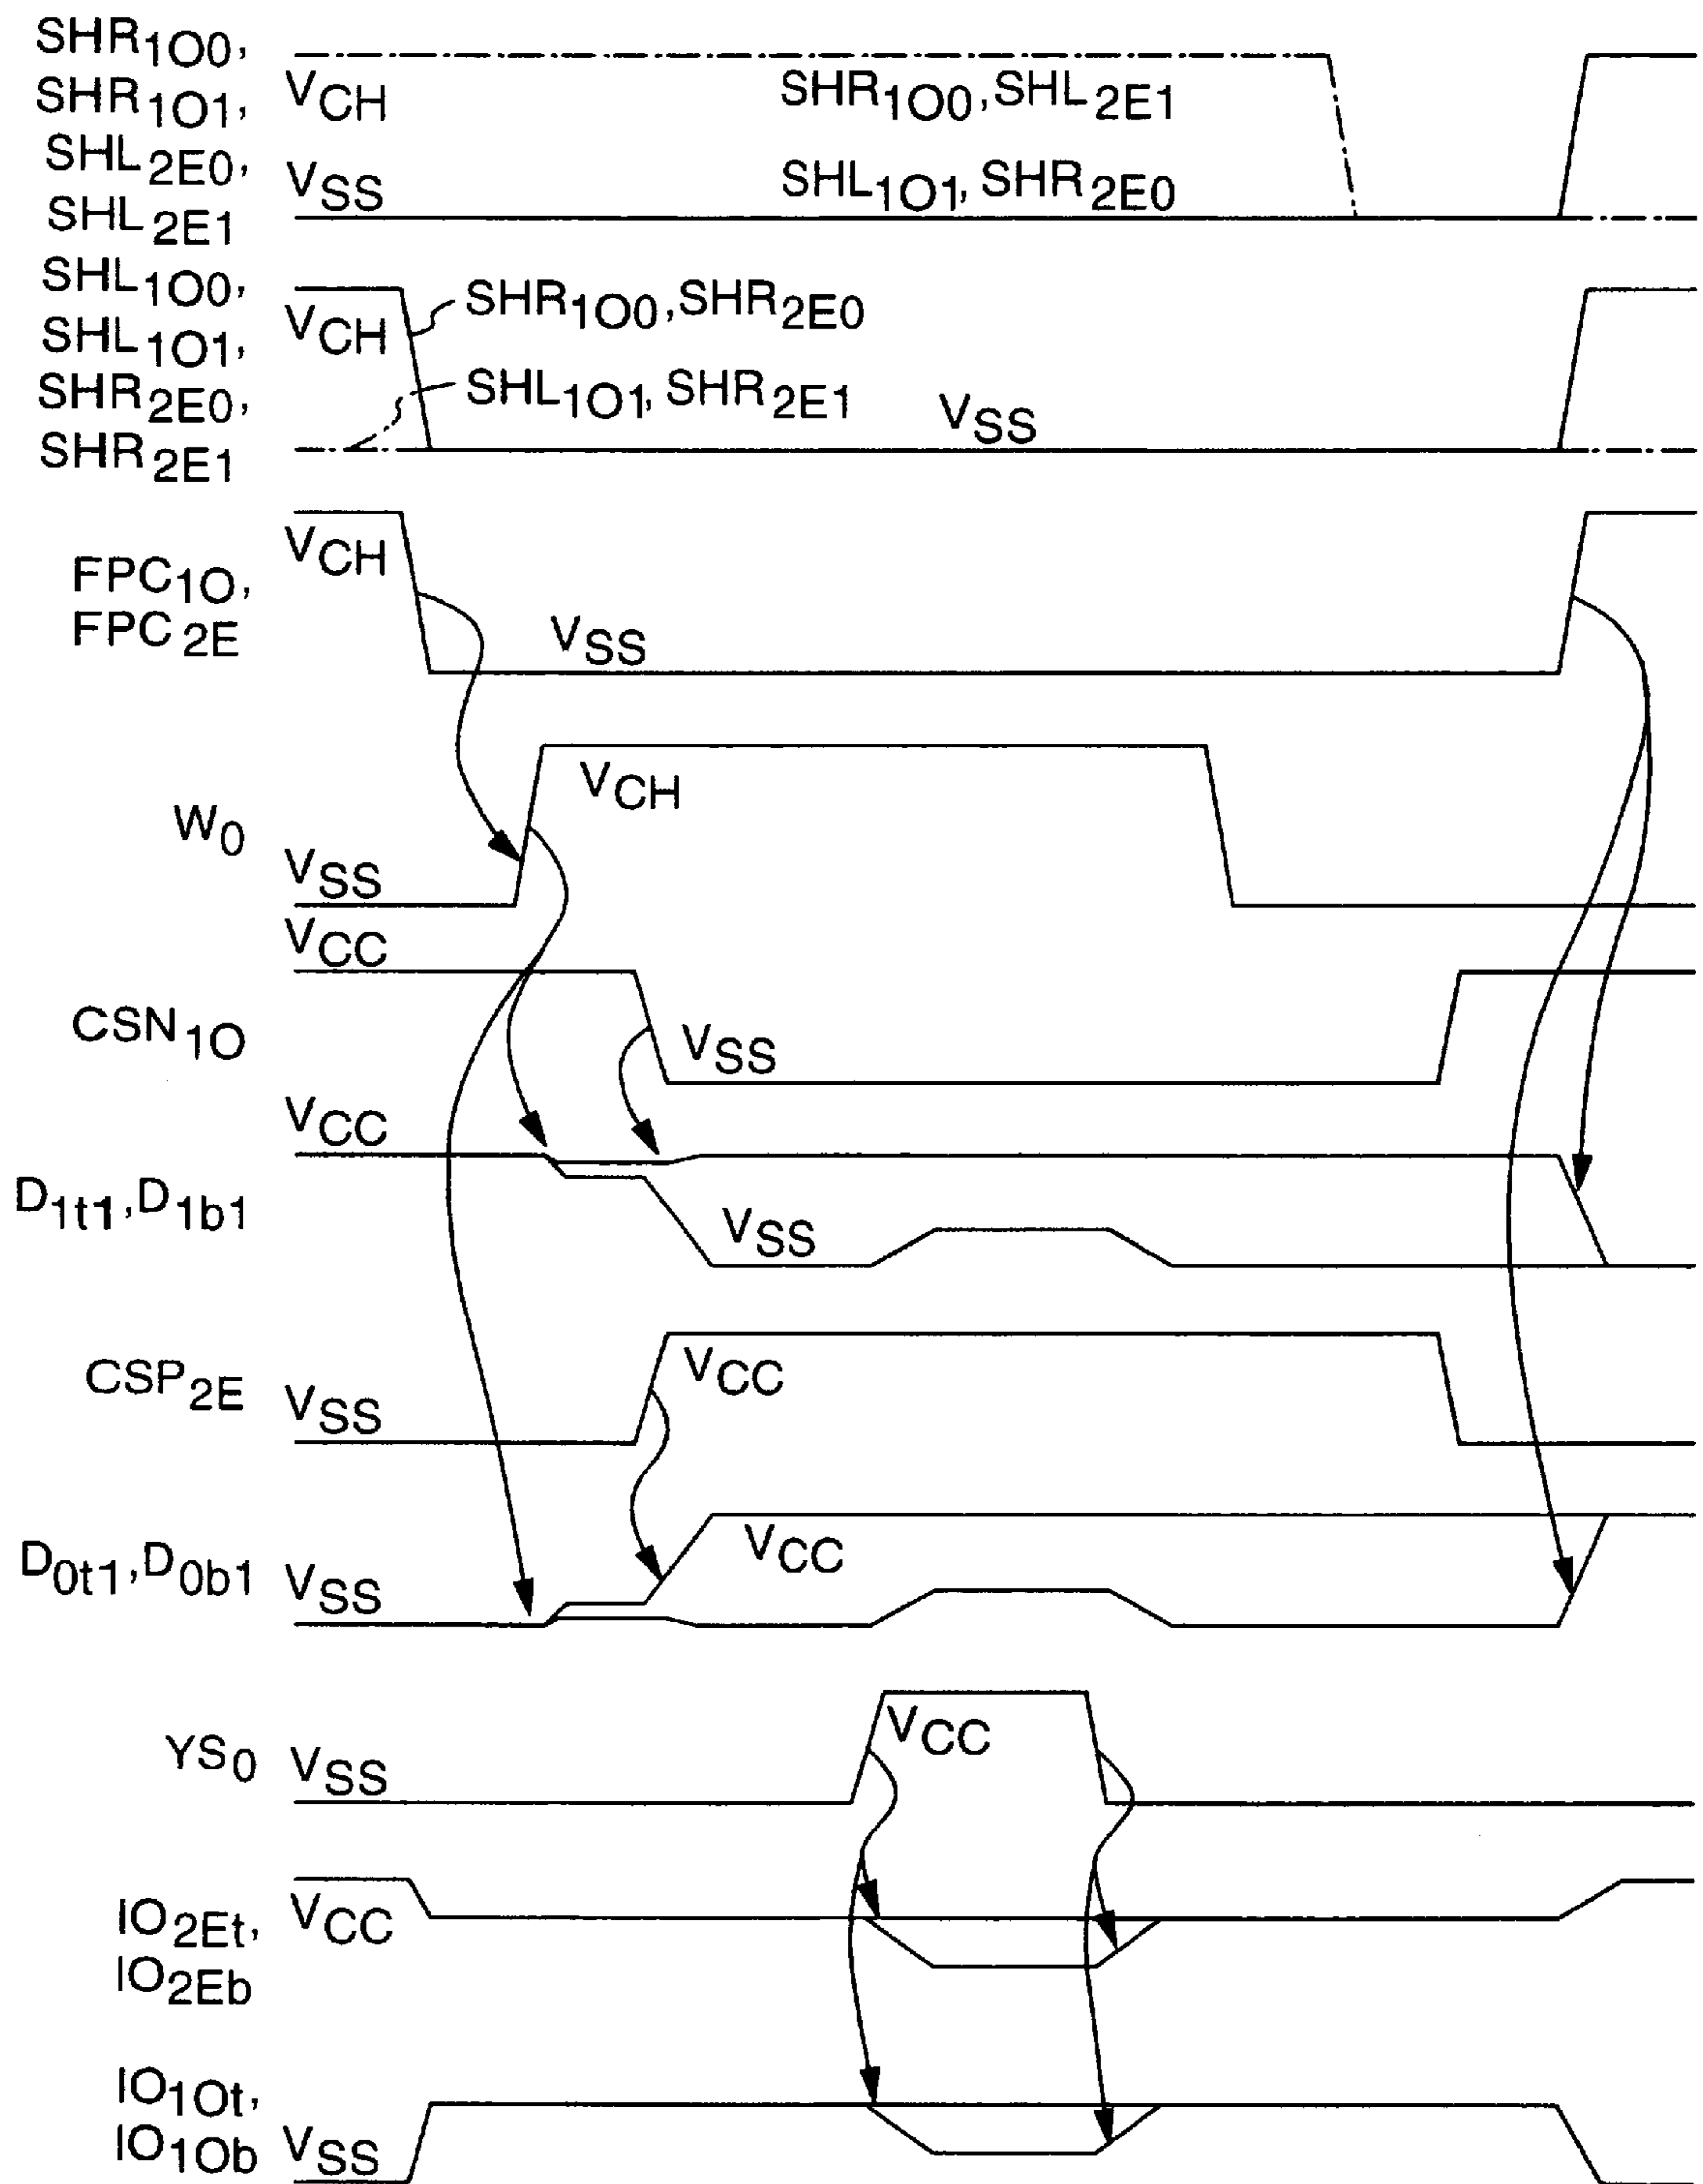 SHR1O0,
SHR1O1,
SHL2E0,
SHL2E1
VCH
VSS
SHR1O0, SHL2E1
SHL1O1, SHR2E0
SHL1O0,
SHL1O1,
SHR2E0,
SHR2E1
VCH
SHR1O0, SHR2E0
SHL1O1, SHR2E1
VSS
FPC1O,
FPC2E
VCH
VSS
W0
VSS
VCH
CSN1O
VCC
VSS
D1t1, D1b1
VCC
VSS
CSP2E
VSS
VCC
D0t1, D0b1
VSS
VCC
YS0
VSS
VCC
IO2Et,
IO2Eb
VCC
IO1Ot,
IO1Ob
VSS